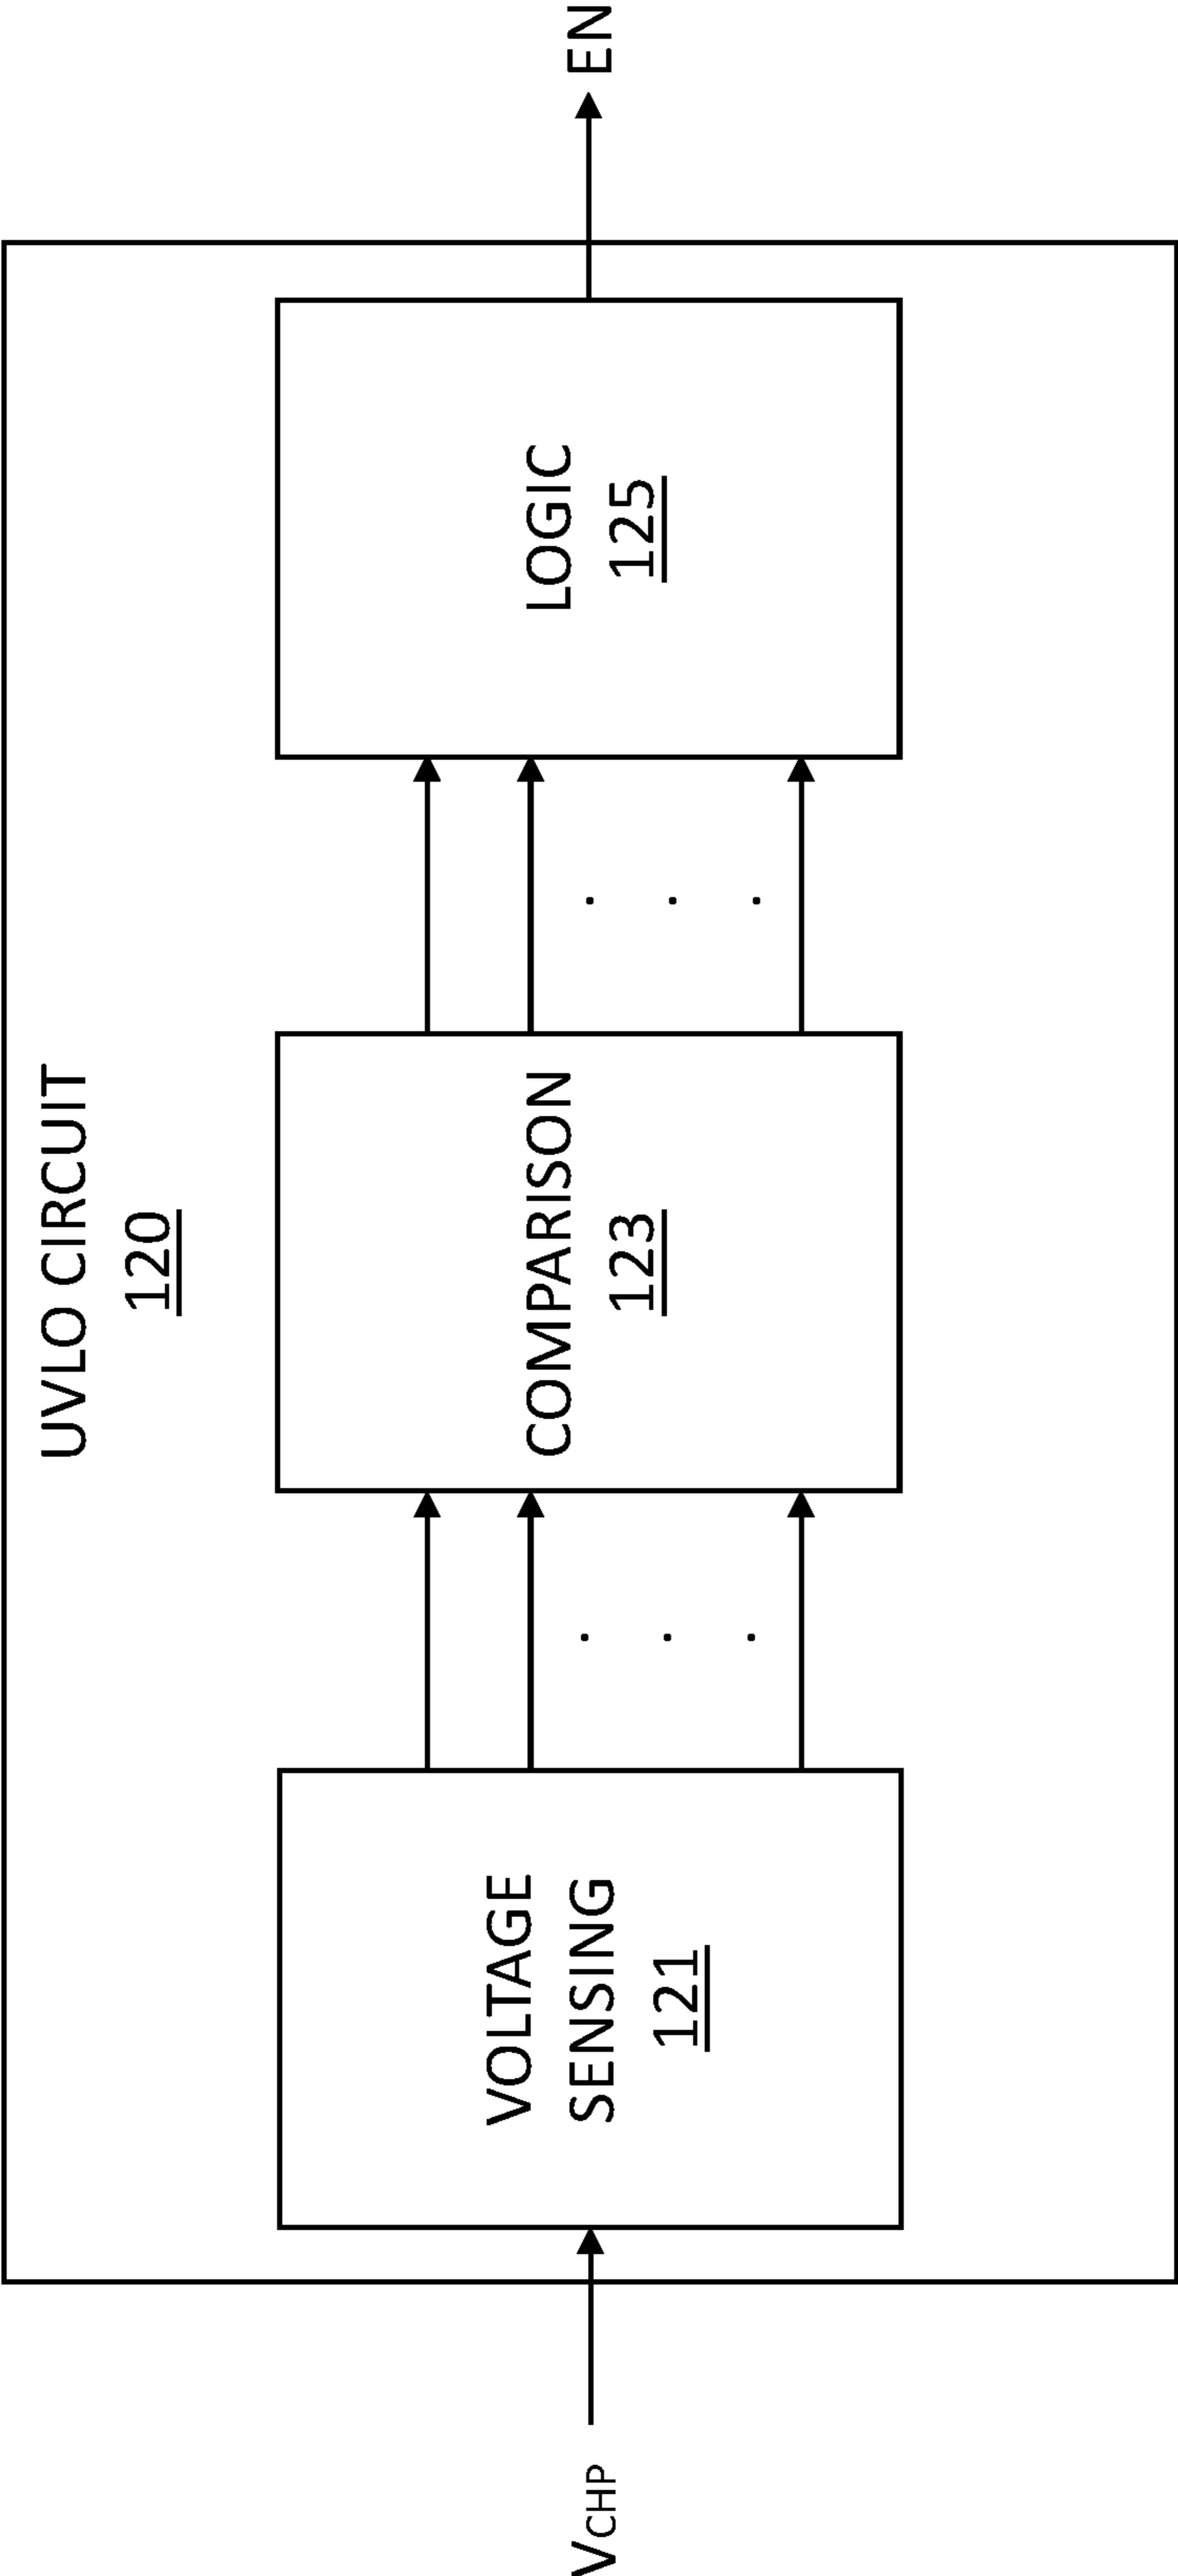 UVLO CIRCUIT
120
VCHP
VOLTAGE
SENSING
121
COMPARISON
123
LOGIC
125
EN